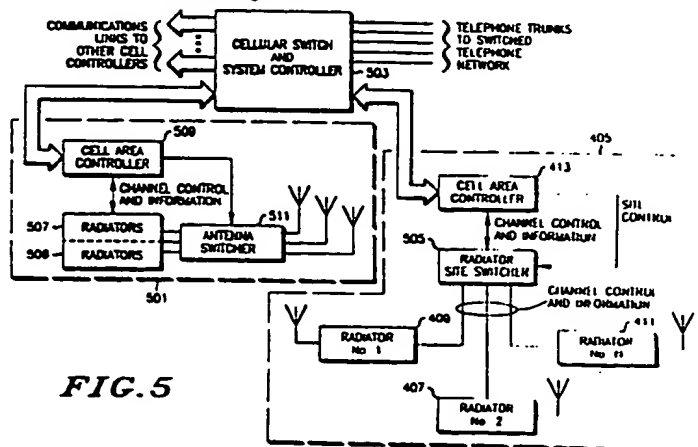 COMMUNICATIONS
LINKS TO
OTHER CELL
CONTROLLERS
CELLULAR SWITCH
AND
SYSTEM CONTROLLER
503
TELEPHONE TRUNKS
TO SWITCHED
TELEPHONE
NETWORK
509
CELL AREA
CONTROLLER
CHANNEL CONTROL
AND INFORMATION
507
RADIATORS
506
RADIATORS
511
ANTENNA
SWITCHER
501
405
413
CELL AREA
CONTROLLER
SITE
CONTROL
CHANNEL CONTROL
AND INFORMATION
505
RADIATOR
SITE SWITCHER
CHANNEL CONTROL
AND INFORMATION
409
RADIATOR
No 1
411
RADIATOR
No n
407
RADIATOR
No 2
FIG.5